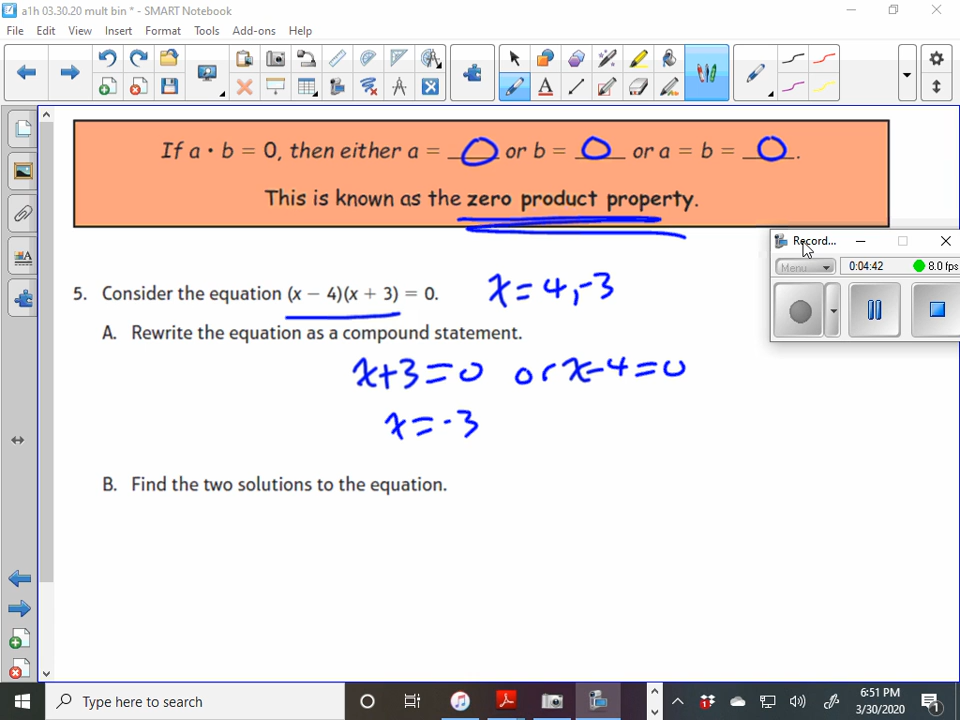 a1h 03.30.20 mult bin * - SMART Notebook
File Edit View Insert Format Tools Add-ons Help
If a · b = 0, then either a = 0 or b = 0 or a = b = 0.
This is known as the zero product property.
Record...
Menu
0:04:42 8.0 fps
5. Consider the equation (x − 4)(x + 3) = 0. x = 4, -3
A. Rewrite the equation as a compound statement.
x+3=0 or x-4=0
x = -3
B. Find the two solutions to the equation.
Type here to search
6:51 PM
3/30/2020
1